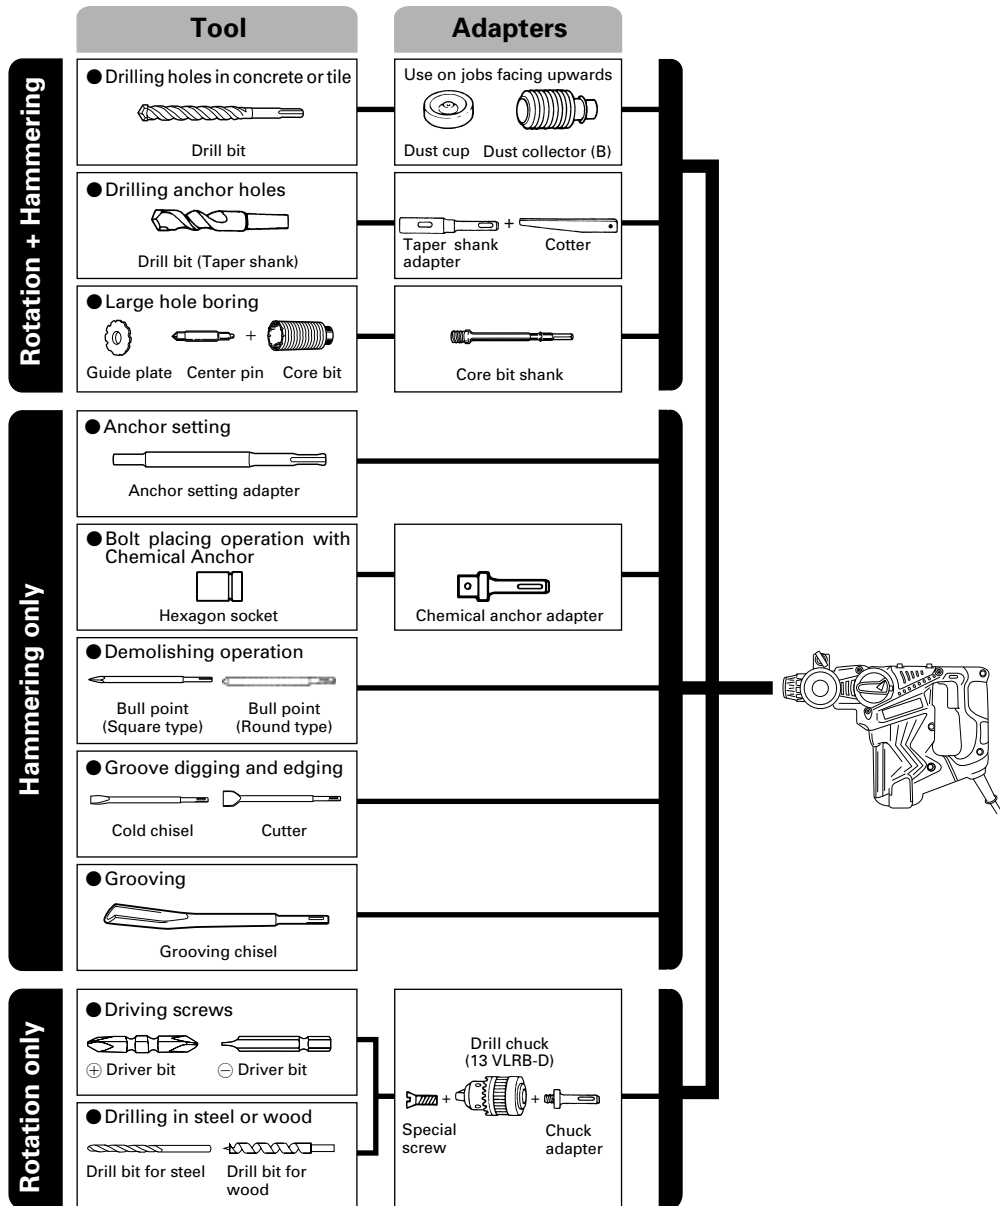 Tool
Adapters
Rotation + Hammering
● Drilling holes in concrete or tile
Drill bit
Use on jobs facing upwards
Dust cup
Dust collector (B)
● Drilling anchor holes
Drill bit (Taper shank)
+
Taper shank
adapter
Cotter
● Large hole boring
+
Guide plate
Center pin
Core bit
Core bit shank
Hammering only
● Anchor setting
Anchor setting adapter
● Bolt placing operation with
Chemical Anchor
Hexagon socket
Chemical anchor adapter
● Demolishing operation
Bull point
(Square type)
Bull point
(Round type)
● Groove digging and edging
Cold chisel
Cutter
● Grooving
Grooving chisel
Rotation only
● Driving screws
⊕ Driver bit
⊖ Driver bit
● Drilling in steel or wood
Drill bit for steel
Drill bit for
wood
Drill chuck
(13 VLRB-D)
+ +
Special
screw
Chuck
adapter